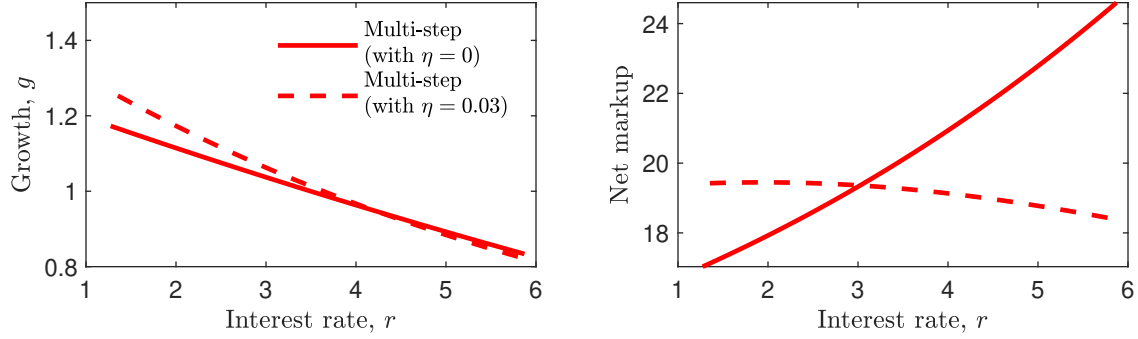 1.4
1.2
1
0.8
Growth, g
Multi-step
(with η = 0)
Multi-step
(with η = 0.03)
1 2 3 4 5 6
Interest rate, r
24
22
20
18
Net markup
1 2 3 4 5 6
Interest rate, r